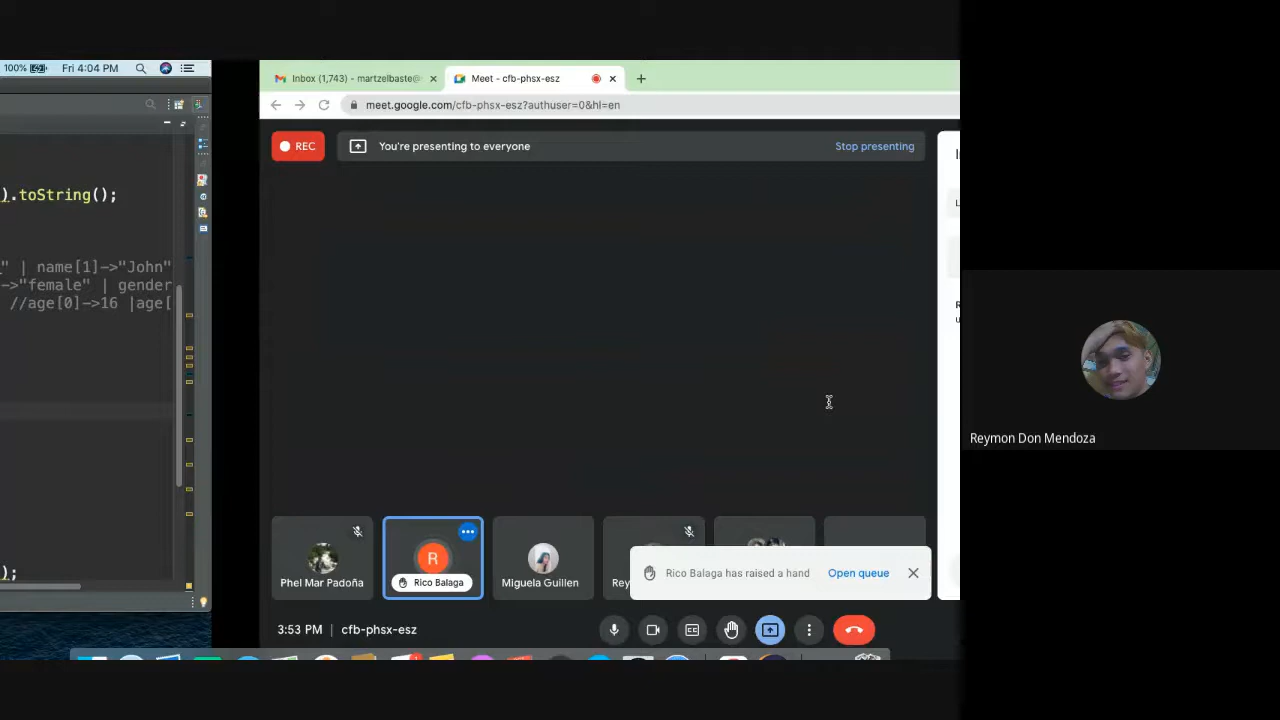 100%
Fri 4:04 PM
).toString();
" | name[1]->"John"
->"female" | gender
//age[0]->16 |age[
);
Inbox (1,743) - martzelbaste@
Meet - cfb-phsx-esz
meet.google.com/cfb-phsx-esz?authuser=0&hl=en
REC
You're presenting to everyone
Stop presenting
Phel Mar Padoña
R
Rico Balaga
Miguela Guillen
Rey
Rico Balaga has raised a hand
Open queue
3:53 PM | cfb-phsx-esz
Reymon Don Mendoza